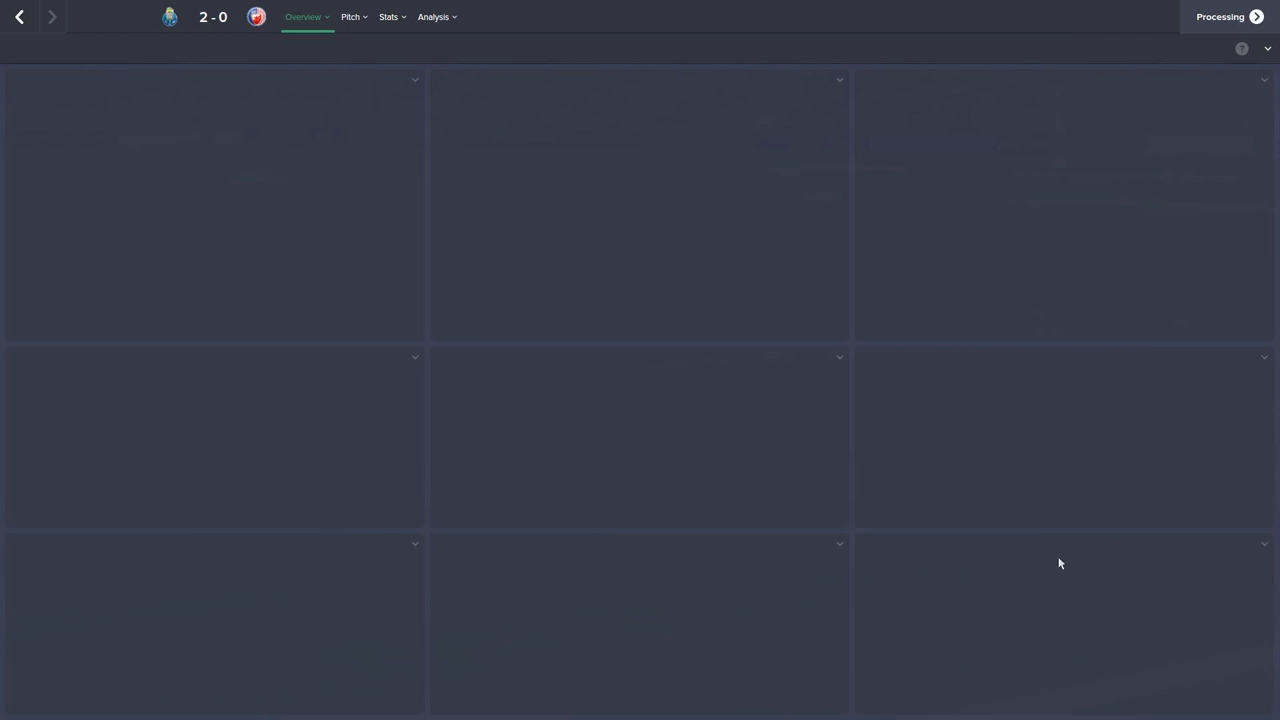 2 - 0
Overview
Pitch
Stats
Analysis
Processing
?